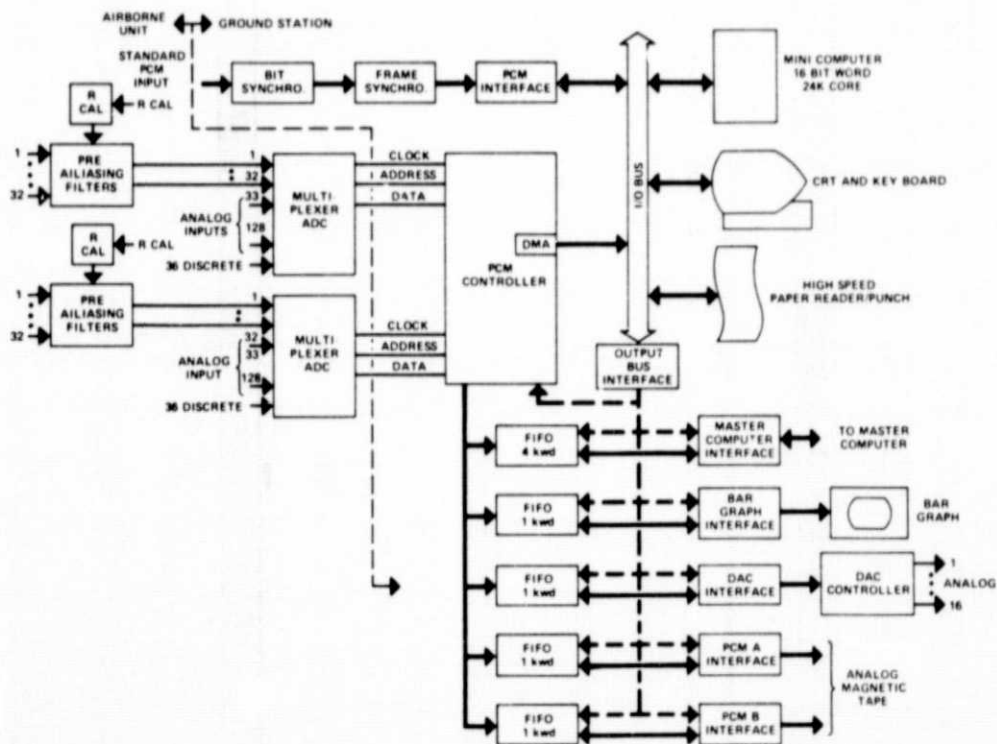 AIRBORNE UNIT
GROUND STATION
STANDARD PCM INPUT
BIT SYNCHRO.
FRAME SYNCHRO.
PCM INTERFACE
MINI COMPUTER
16 BIT WORD
24K CORE
R CAL
R CAL
1
32
PRE AILIASING FILTERS
1
32
33
ANALOG INPUTS
128
36 DISCRETE
MULTI PLEXER ADC
CLOCK
ADDRESS
DATA
DMA
PCM CONTROLLER
I/O BUS
CRT AND KEY BOARD
HIGH SPEED
PAPER READER/PUNCH
R CAL
R CAL
1
32
PRE AILIASING FILTERS
1
32
33
ANALOG INPUT
128
36 DISCRETE
MULTI PLEXER ADC
CLOCK
ADDRESS
DATA
OUTPUT BUS INTERFACE
FIFO
4 kwd
MASTER COMPUTER INTERFACE
TO MASTER COMPUTER
FIFO
1 kwd
BAR GRAPH INTERFACE
BAR GRAPH
FIFO
1 kwd
DAC INTERFACE
DAC CONTROLLER
1
ANALOG
16
FIFO
1 kwd
PCM A INTERFACE
ANALOG MAGNETIC TAPE
FIFO
1 kwd
PCM B INTERFACE